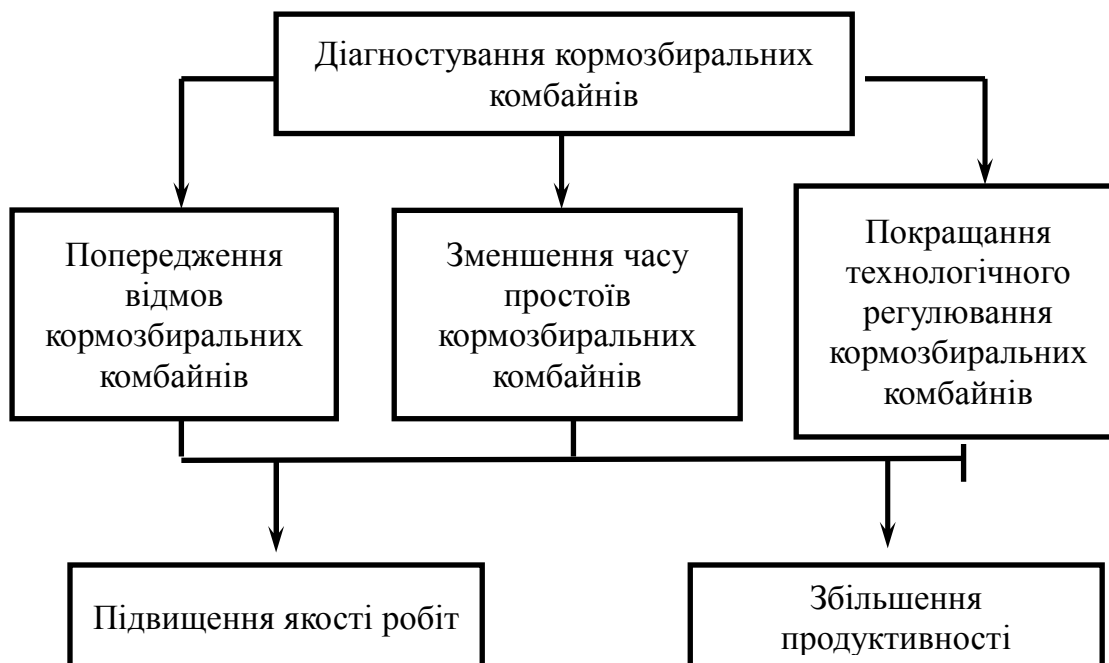 Діагностування кормозбиральних
комбайнів
Попередження
відмов
кормозбиральних
комбайнів
Зменшення часу
простоїв
кормозбиральних
комбайнів
Покращання
технологічного
регулювання
кормозбиральних
комбайнів
Підвищення якості робіт
Збільшення
продуктивності